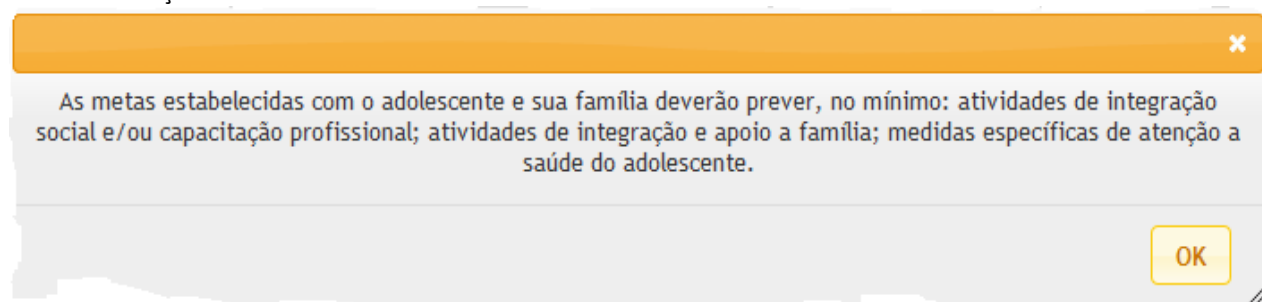 As metas estabelecidas com o adolescente e sua família deverão prever, no mínimo: atividades de integração
social e/ou capacitação profissional; atividades de integração e apoio a família; medidas específicas de atenção a
saúde do adolescente.
OK